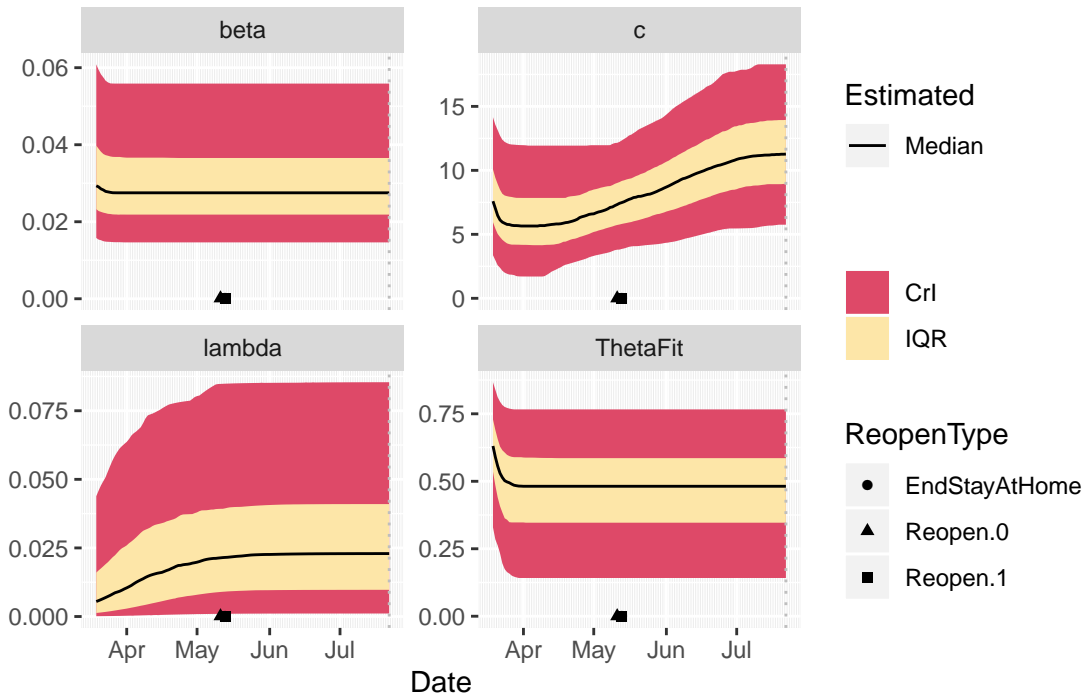 beta
c
0.06
0.04
0.02
0.00
15
10
5
0
lambda
ThetaFit
0.075
0.050
0.025
0.000
0.75
0.50
0.25
0.00
Apr May Jun Jul
Apr May Jun Jul
Date
Estimated
Median
CrI
IQR
ReopenType
EndStayAtHome
Reopen.0
Reopen.1